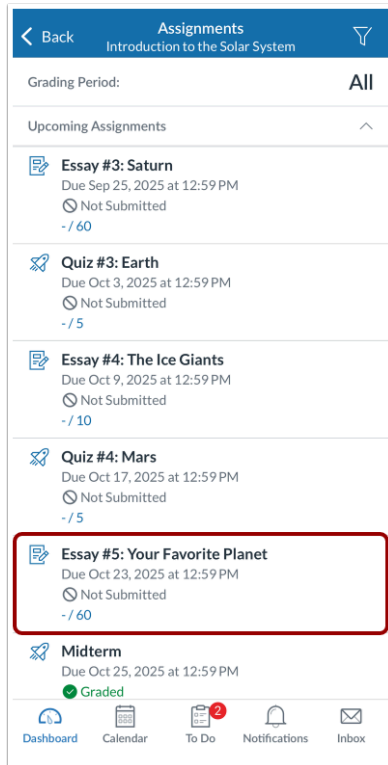 Back
Assignments
Introduction to the Solar System
Grading Period:
All
Upcoming Assignments
Essay #3: Saturn
Due Sep 25, 2025 at 12:59 PM
Not Submitted
- / 60
Quiz #3: Earth
Due Oct 3, 2025 at 12:59 PM
Not Submitted
- / 5
Essay #4: The Ice Giants
Due Oct 9, 2025 at 12:59 PM
Not Submitted
- / 10
Quiz #4: Mars
Due Oct 17, 2025 at 12:59 PM
Not Submitted
- / 5
Essay #5: Your Favorite Planet
Due Oct 23, 2025 at 12:59 PM
Not Submitted
- / 60
Midterm
Due Oct 25, 2025 at 12:59 PM
Graded
2
Dashboard
Calendar
To Do
Notifications
Inbox